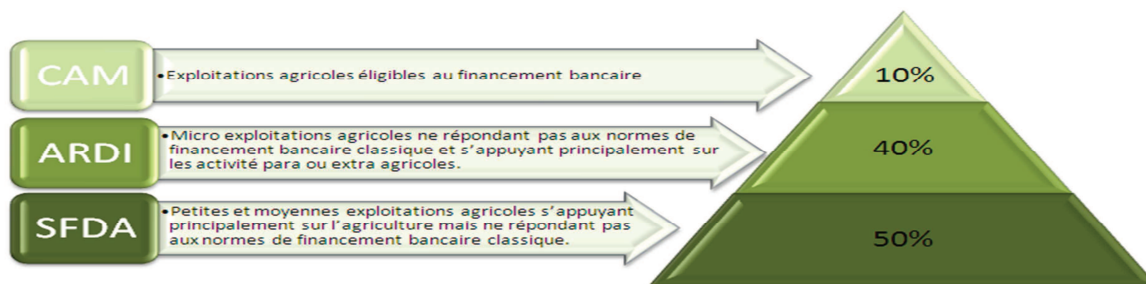 CAM
•Exploitations agricoles éligibles au financement bancaire
10%
ARDI
•Micro exploitations agricoles ne répondant pas aux normes de
financement bancaire classique et s’appuyant principalement sur
les activité para ou extra agricoles.
40%
SFDA
•Petites et moyennes exploitations agricoles s’appuyant
principalement sur l’agriculture mais ne répondant pas
aux normes de financement bancaire classique.
50%